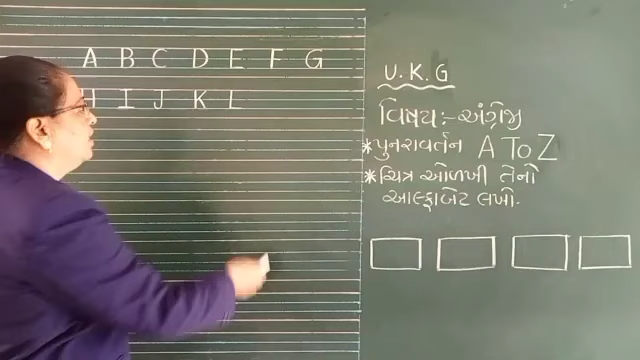 A B C D E F G
H I J K L
U. K. G
વિષય:- અંગ્રેજી
* પુનરાવર્તન A To Z
* ચિત્ર ઓળખી તેનો
આલ્ફાબેટ લખો.